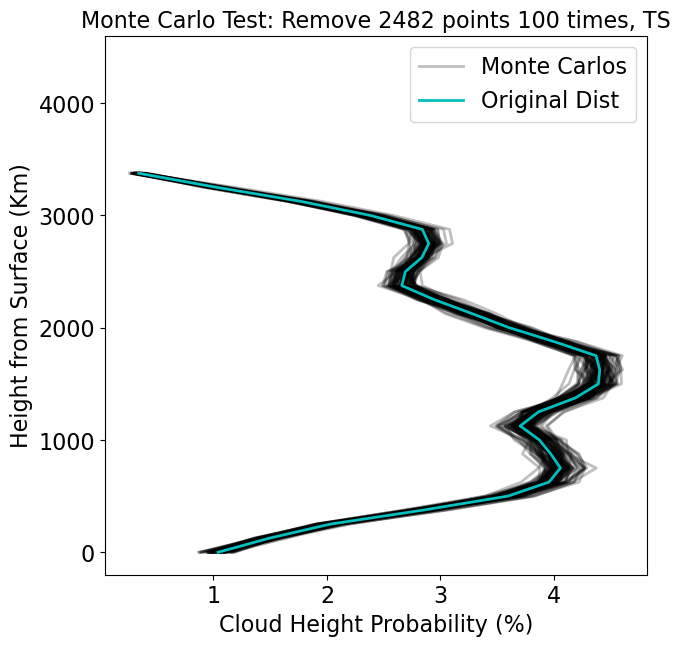 Monte Carlo Test: Remove 2482 points 100 times, TS
Monte Carlos
Original Dist
Height from Surface (Km)
4000
3000
2000
1000
0
1 2 3 4
Cloud Height Probability (%)